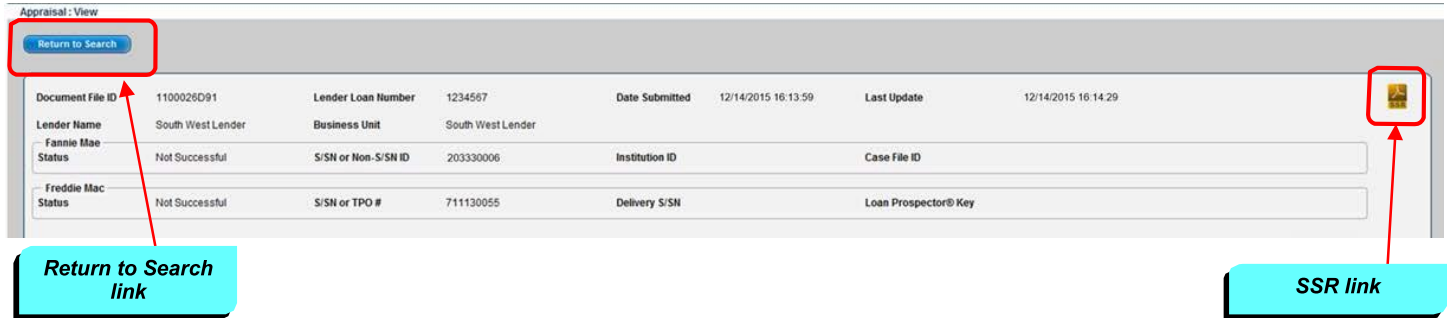 Appraisal : View
Return to Search
Document File ID 1100026D91 Lender Loan Number 1234567 Date Submitted 12/14/2015 16:13:59 Last Update 12/14/2015 16:14:29
SSR
Lender Name South West Lender Business Unit South West Lender
Fannie Mae
Status Not Successful S/SN or Non-S/SN ID 203330006 Institution ID Case File ID
Freddie Mac
Status Not Successful S/SN or TPO # 711130055 Delivery S/SN Loan Prospector® Key
Return to Search
link
SSR link